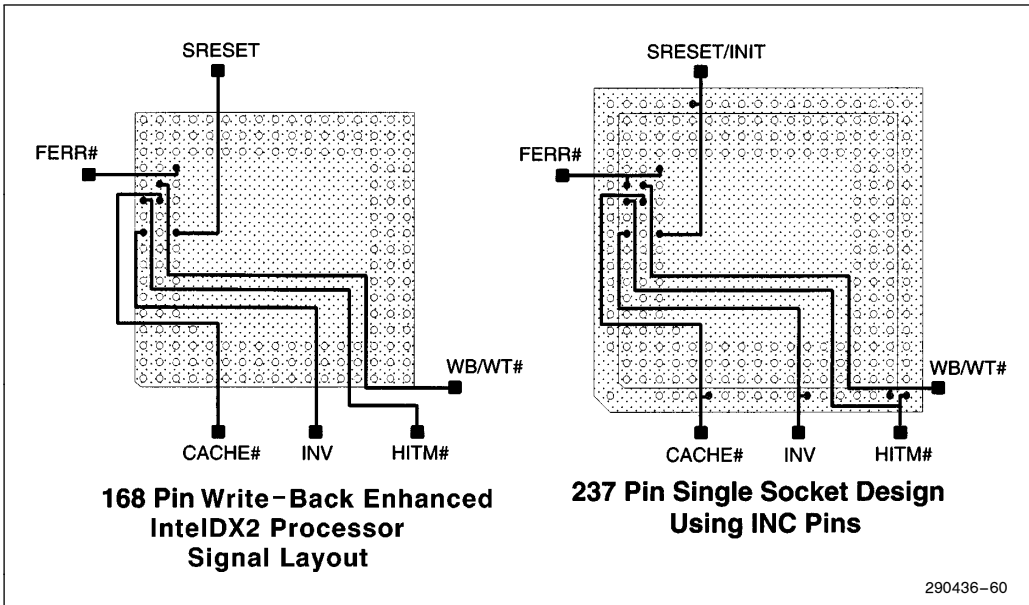 SRESET
FERR#
WB/WT#
CACHE#
INV
HITM#
168 Pin Write-Back Enhanced
IntelDX2 Processor
Signal Layout
SRESET/INIT
FERR#
WB/WT#
CACHE#
INV
HITM#
237 Pin Single Socket Design
Using INC Pins
290436-60